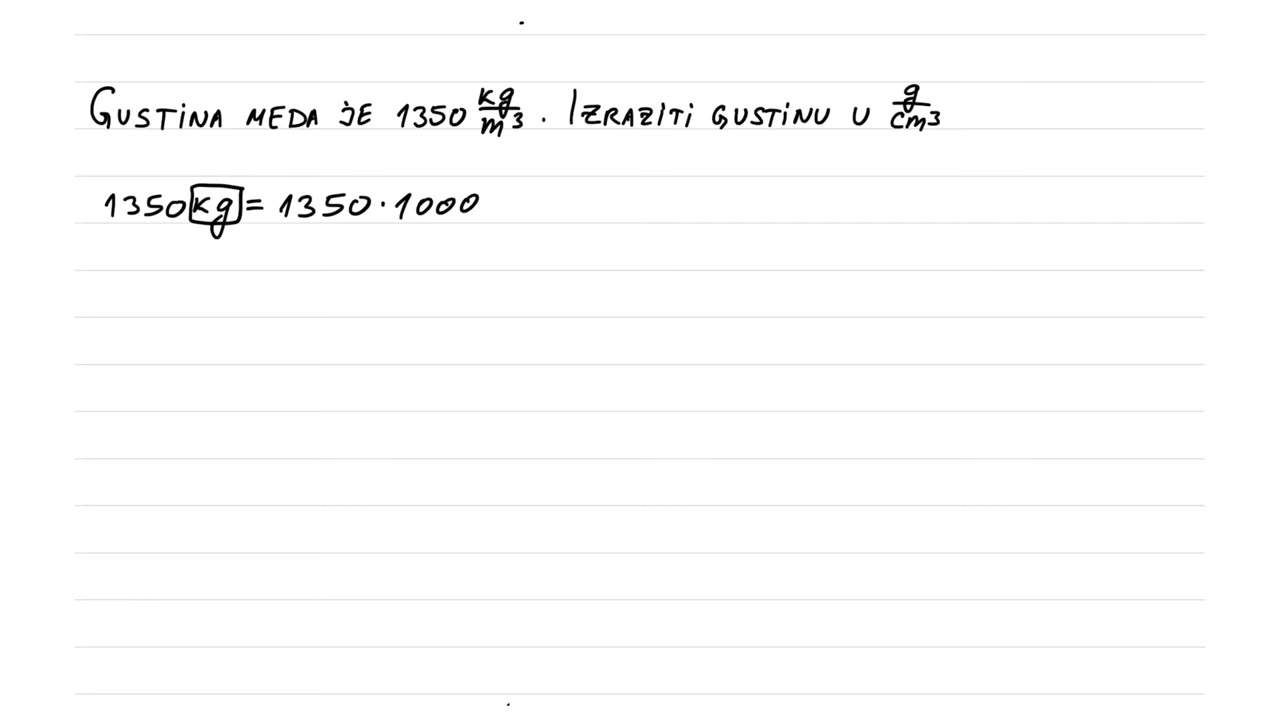 GUSTINA MEDA JE 1350 kg/m³. IZRAZITI GUSTINU U g/cm³
1350 kg = 1350 · 1000